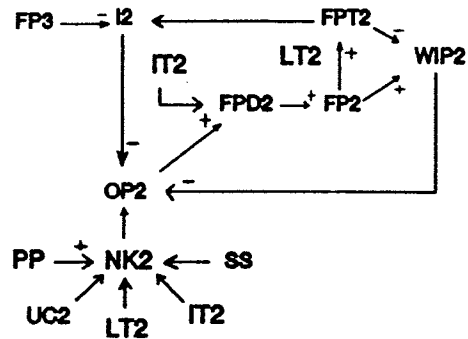 FP3 - I2 FPT2 -
IT2 LT2 + WIP2
+ FPD2 + FP2 +
-
OP2 -
+
PP NK2 SS
UC2 LT2 IT2